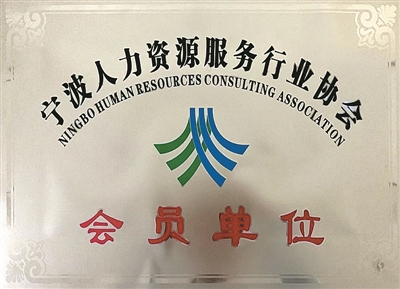 宁波人力资源服务行业协会
NINGBO HUMAN RESOURCES CONSULTING ASSOCIATION
会员单位